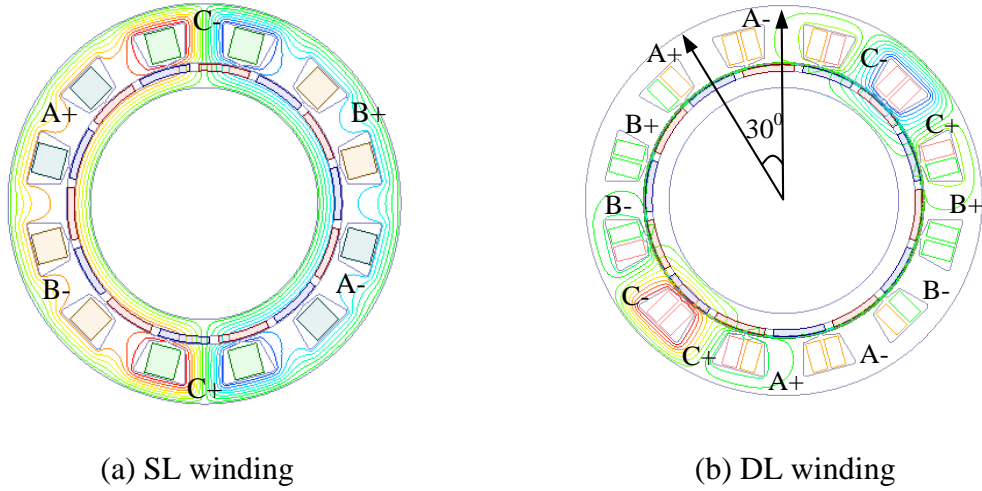 C-
A+
B+
B-
A-
C+
(a) SL winding
A-
A+
C-
30⁰
B+
C+
B-
B+
C-
B-
C+
A-
A+
(b) DL winding